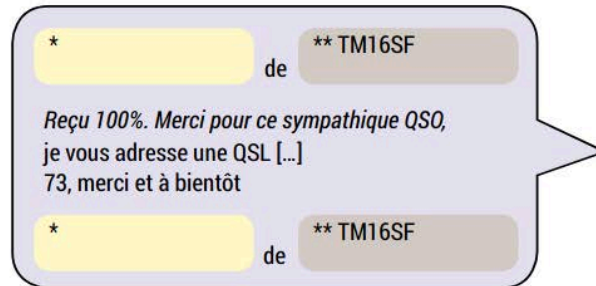 *
de
** TM16SF
Reçu 100%. Merci pour ce sympathique QSO,
je vous adresse une QSL [...]
73, merci et à bientôt
*
de
** TM16SF